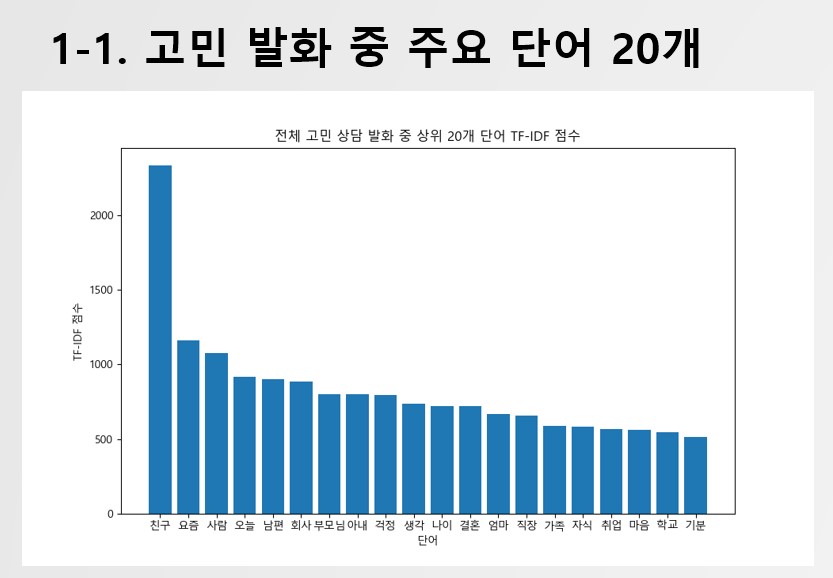 1-1. 고민 발화 중 주요 단어 20개
전체 고민 상담 발화 중 상위 20개 단어 TF-IDF 점수
TF-IDF 점수
2000
1500
1000
500
0
친구 요즘 사람 오늘 남편 회사 부모님 아내 걱정 생각 나이 결혼 엄마 직장 가족 자식 취업 마음 학교 기분
단어